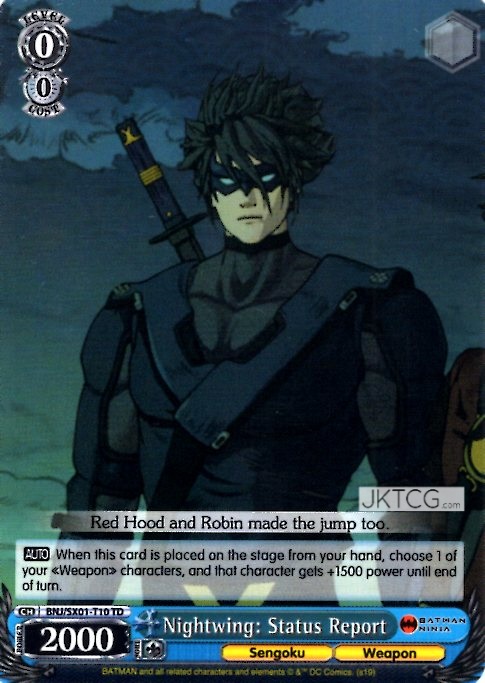 LEVEL
0
0
COST
JKTCG.com
Red Hood and Robin made the jump too.
AUTO When this card is placed on the stage from your hand, choose 1 of
your «Weapon» characters, and that character gets +1500 power until end
of turn.
CH BNJ/SX01-T10 TD
POWER 2000 SOUL Nightwing: Status Report BATMAN NINJA
Sengoku Weapon
BATMAN and all related characters and elements © & ™ DC Comics. (s19)